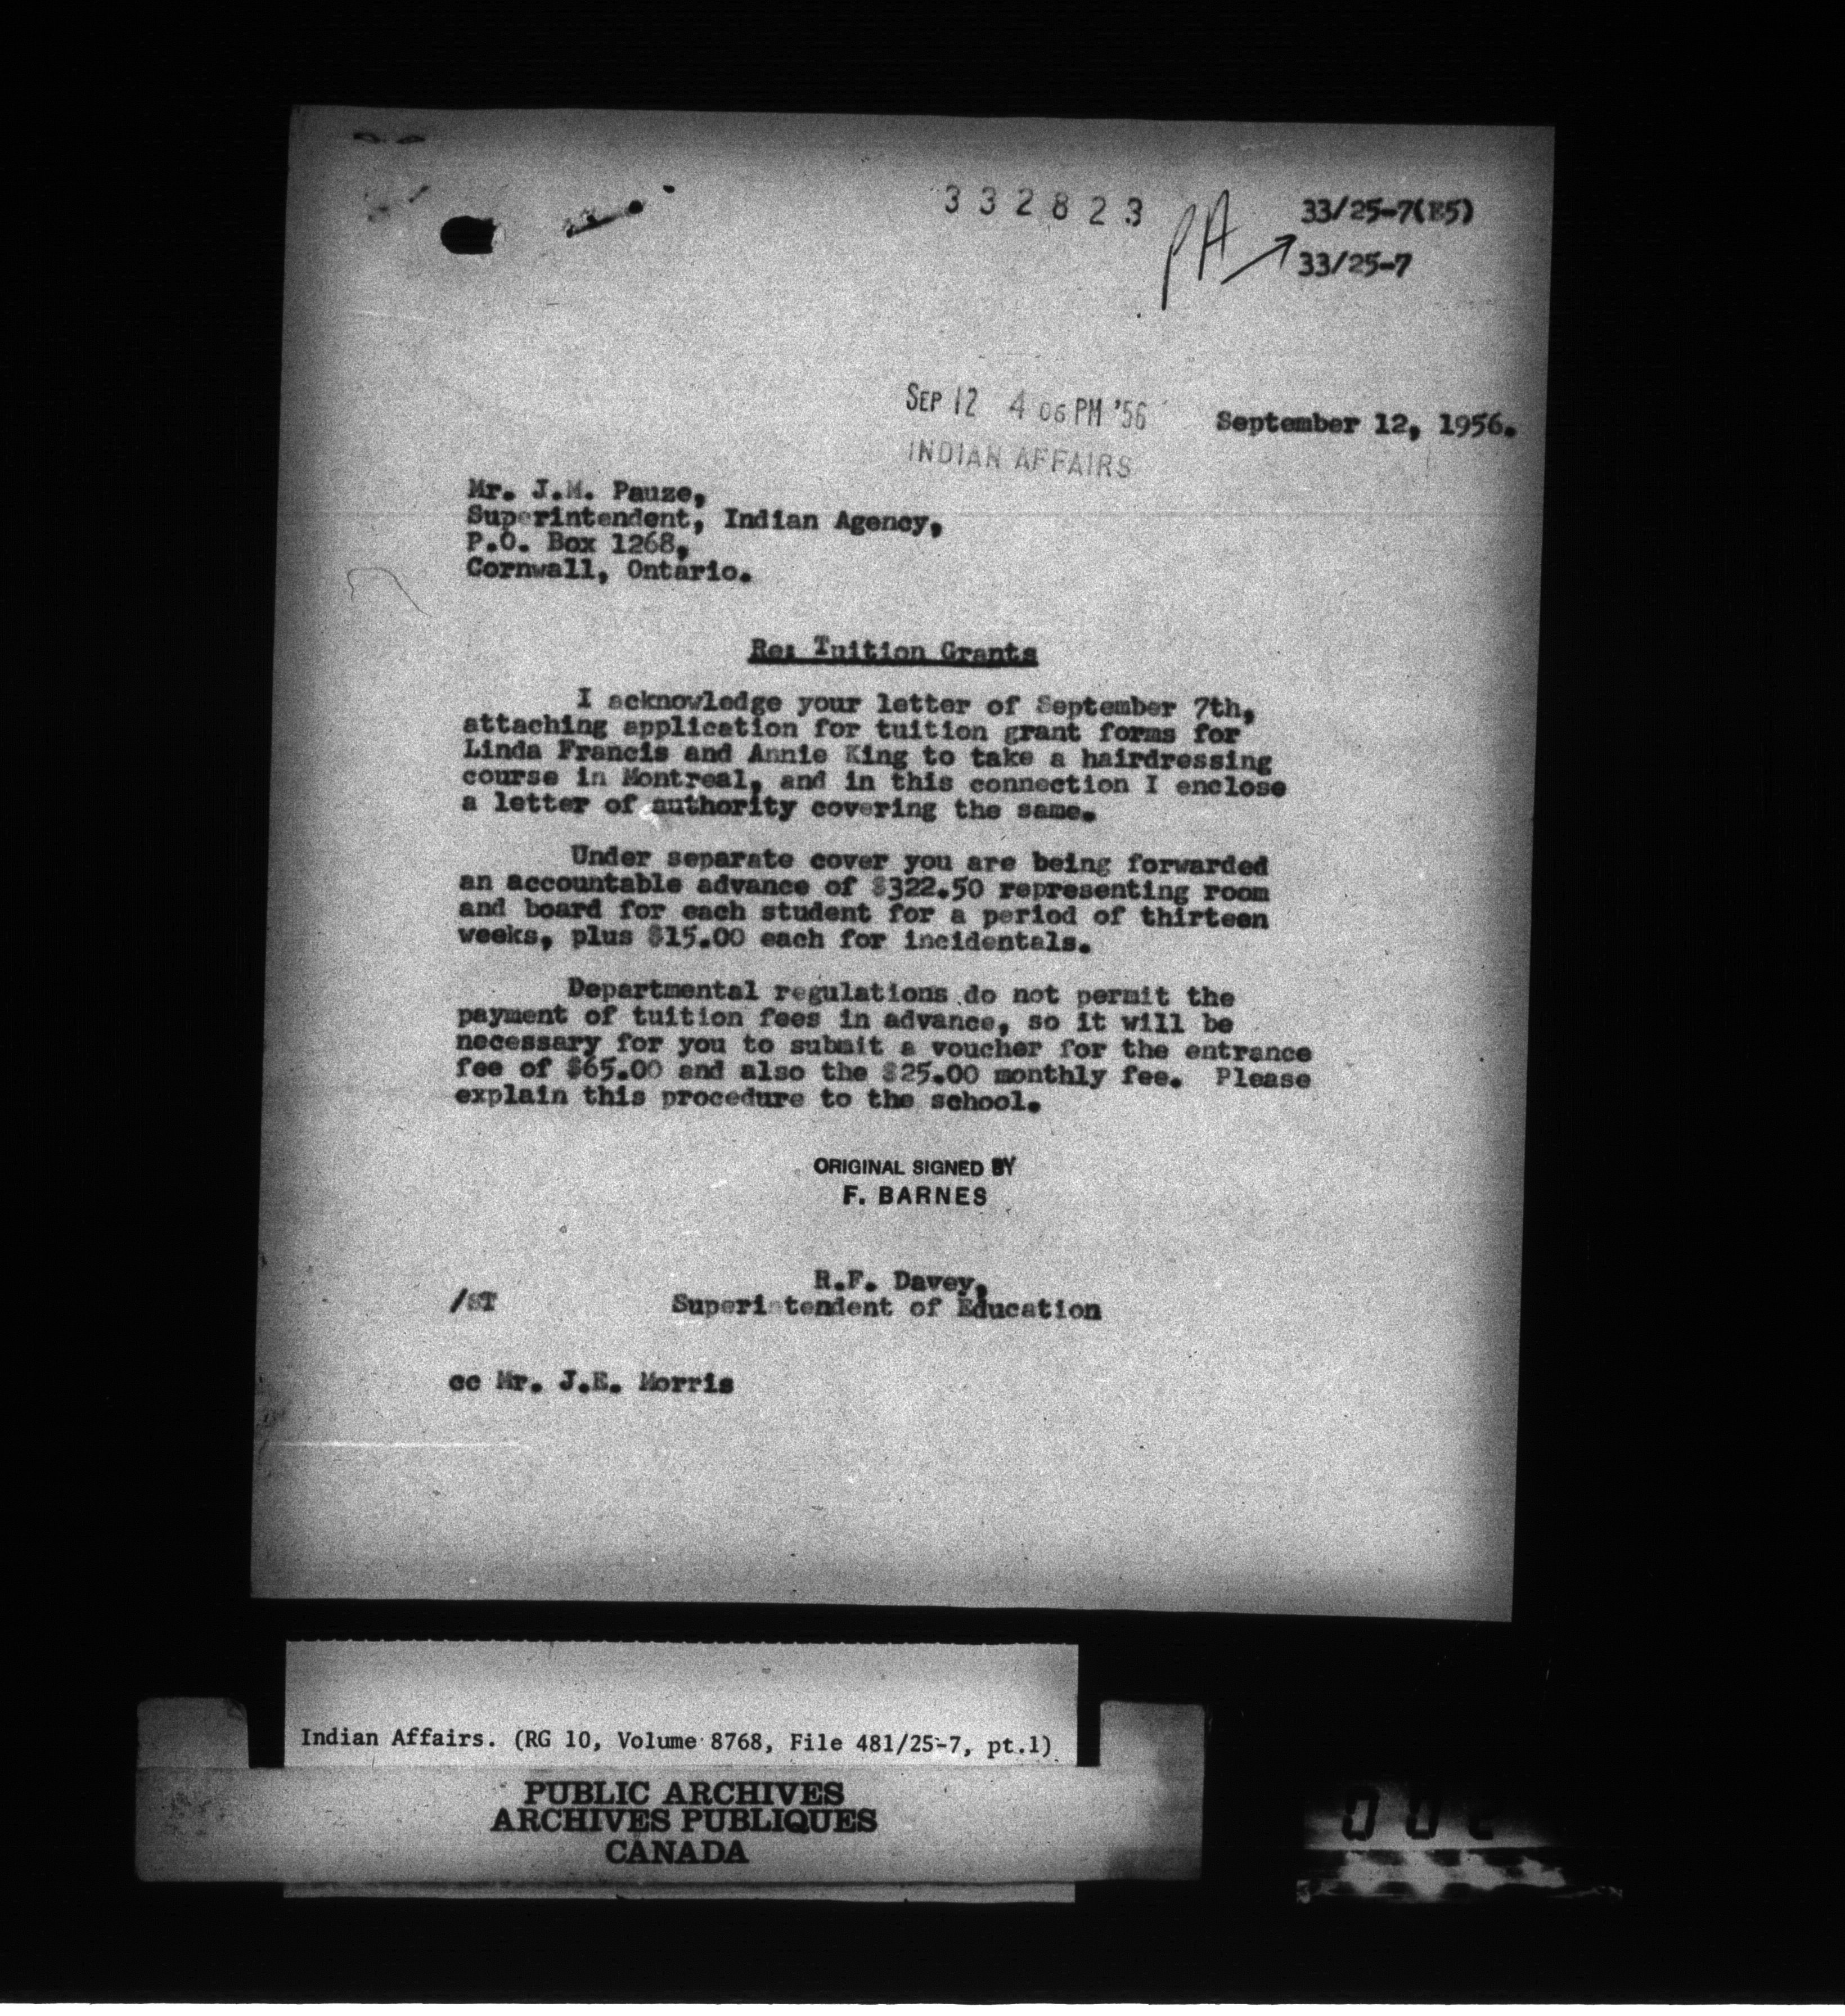 332823
PA
33/25-7(E5)
33/25-7
SEP 12 4 06 PM '56
INDIAN AFFAIRS
September 12, 1956.
Mr. J.M. Pauze,
Superintendent, Indian Agency,
P.O. Box 1268,
Cornwall, Ontario.
Re: Tuition Grants
I acknowledge your letter of September 7th,
attaching application for tuition grant forms for
Linda Francis and Annie King to take a hairdressing
course in Montreal, and in this connection I enclose
a letter of authority covering the same.
Under separate cover you are being forwarded
an accountable advance of $322.50 representing room
and board for each student for a period of thirteen
weeks, plus $15.00 each for incidentals.
Departmental regulations do not permit the
payment of tuition fees in advance, so it will be
necessary for you to submit a voucher for the entrance
fee of $65.00 and also the $25.00 monthly fee. Please
explain this procedure to the school.
ORIGINAL SIGNED BY
F. BARNES
R.F. Davey,
/ST Superintendent of Education
cc Mr. J.E. Morris
Indian Affairs. (RG 10, Volume 8768, File 481/25-7, pt.1)
PUBLIC ARCHIVES
ARCHIVES PUBLIQUES
CANADA